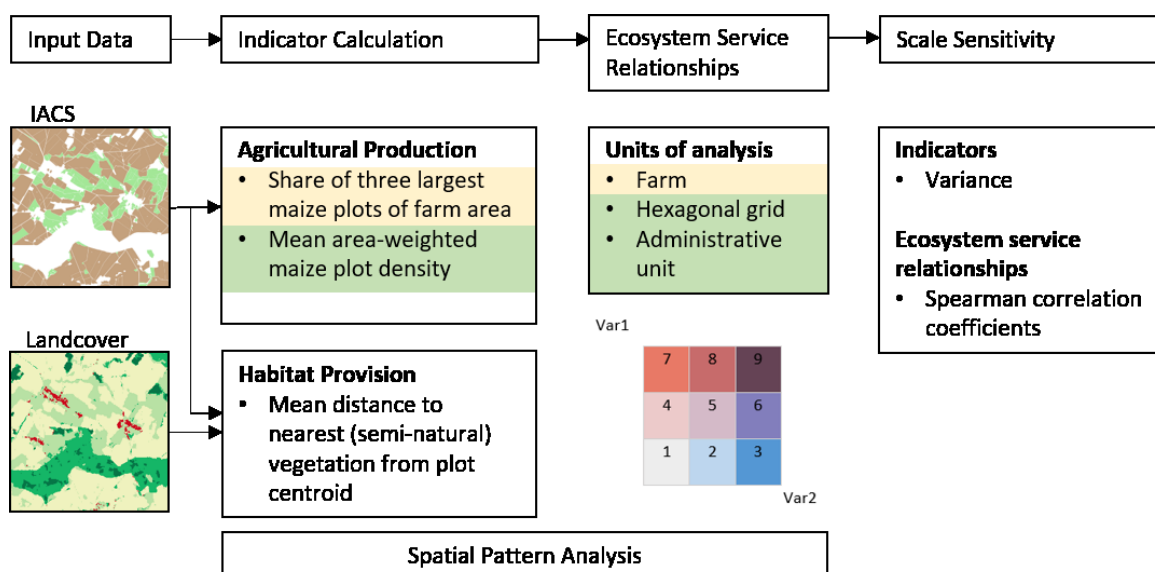 Input Data
Indicator Calculation
Ecosystem Service
Relationships
Scale Sensitivity
IACS
Agricultural Production
• Share of three largest
maize plots of farm area
• Mean area-weighted
maize plot density
Units of analysis
• Farm
• Hexagonal grid
• Administrative
unit
Indicators
• Variance
Ecosystem service
relationships
• Spearman correlation
coefficients
Landcover
Habitat Provision
• Mean distance to
nearest (semi-natural)
vegetation from plot
centroid
Var1
7 8 9
4 5 6
1 2 3
Var2
Spatial Pattern Analysis